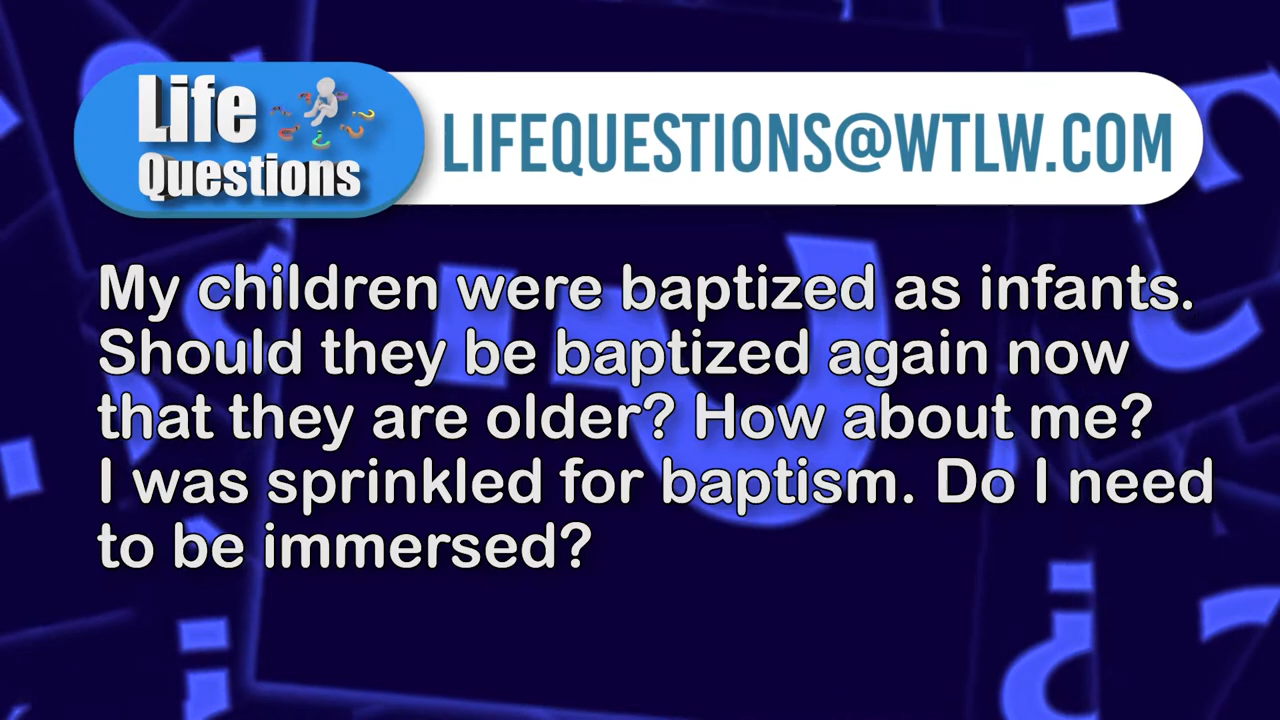 Life
Questions
LIFEQUESTIONS@WTLW.COM
My children were baptized as infants.
Should they be baptized again now
that they are older? How about me?
I was sprinkled for baptism. Do I need
to be immersed?